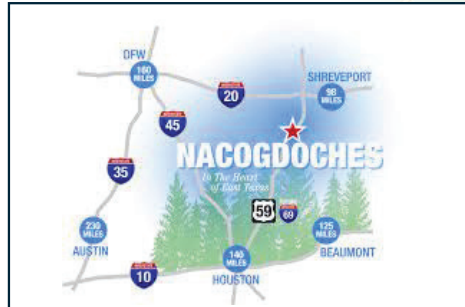 DFW
160
MILES
SHREVEPORT
98
MILES
20
45
NACOGDOCHES
In The Heart
of East Texas
35
59
69
230
MILES
AUSTIN
125
MILES
BEAUMONT
140
MILES
HOUSTON
10